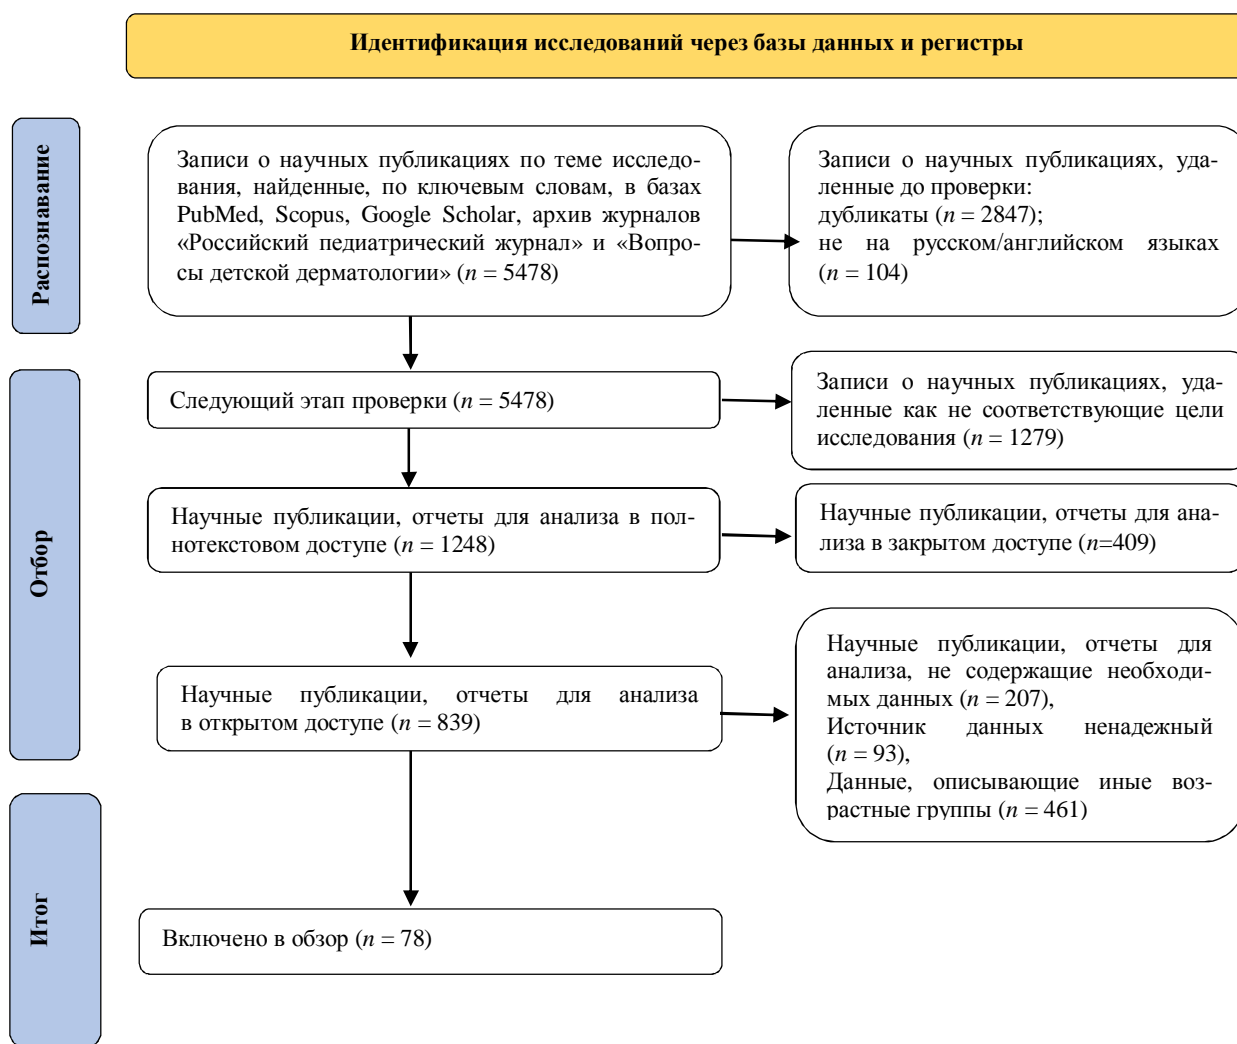 Идентификация исследований через базы данных и регистры
Распознавание
Записи о научных публикациях по теме исследо-
вания, найденные, по ключевым словам, в базах
PubMed, Scopus, Google Scholar, архив журналов
«Российский педиатрический журнал» и «Вопро-
сы детской дерматологии» (n = 5478)
Записи о научных публикациях, уда-
ленные до проверки:
дубликаты (n = 2847);
не на русском/английском языках
(n = 104)
Отбор
Следующий этап проверки (n = 5478)
Записи о научных публикациях, уда-
ленные как не соответствующие цели
исследования (n = 1279)
Научные публикации, отчеты для анализа в пол-
нотекстовом доступе (n = 1248)
Научные публикации, отчеты для ана-
лиза в закрытом доступе (n=409)
Научные публикации, отчеты для анализа
в открытом доступе (n = 839)
Научные публикации, отчеты для
анализа, не содержащие необходи-
мых данных (n = 207),
Источник данных ненадежный
(n = 93),
Данные, описывающие иные воз-
растные группы (n = 461)
Итог
Включено в обзор (n = 78)